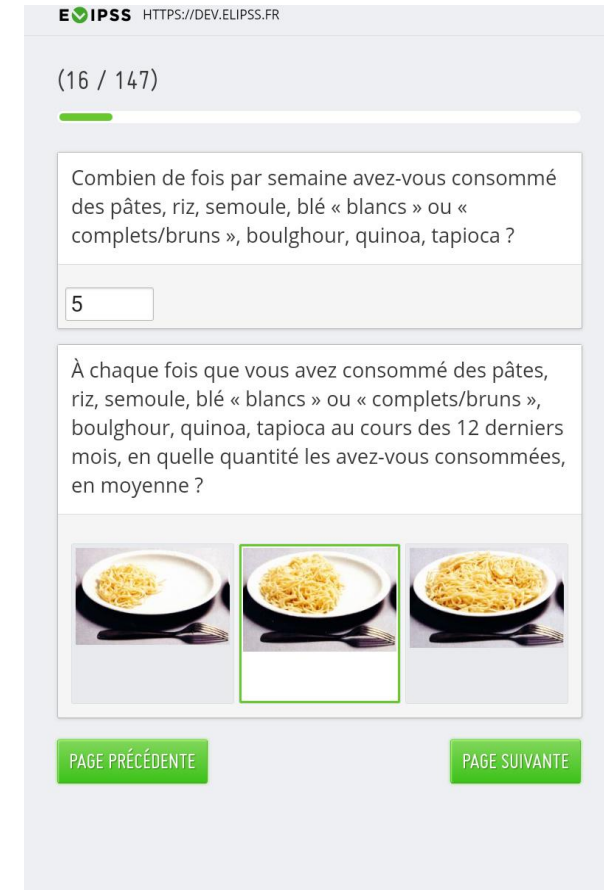 ELIPSS HTTPS://DEV.ELIPSS.FR
(16 / 147)
Combien de fois par semaine avez-vous consommé
des pâtes, riz, semoule, blé « blancs » ou «
complets/bruns », boulghour, quinoa, tapioca ?
5
À chaque fois que vous avez consommé des pâtes,
riz, semoule, blé « blancs » ou « complets/bruns »,
boulghour, quinoa, tapioca au cours des 12 derniers
mois, en quelle quantité les avez-vous consommées,
en moyenne ?
PAGE PRÉCÉDENTE
PAGE SUIVANTE